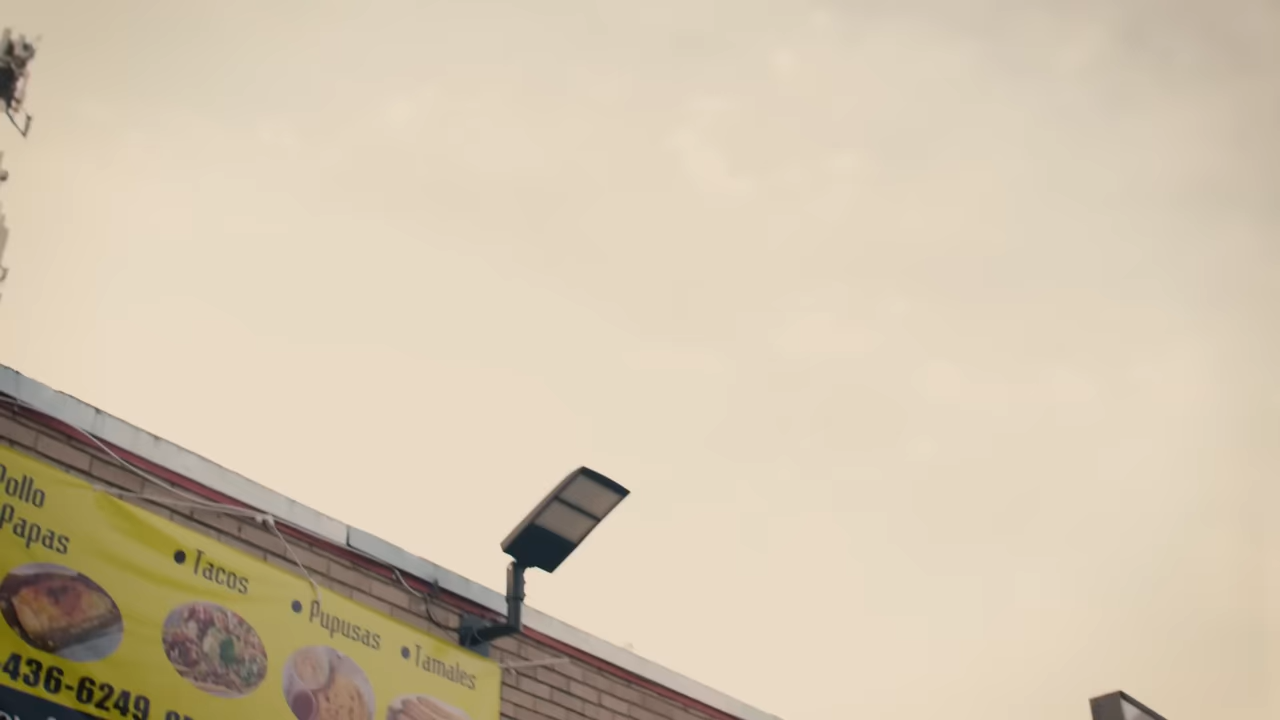 Pollo
Papas
• Tacos
• Pupusas
• Tamales
436-6249